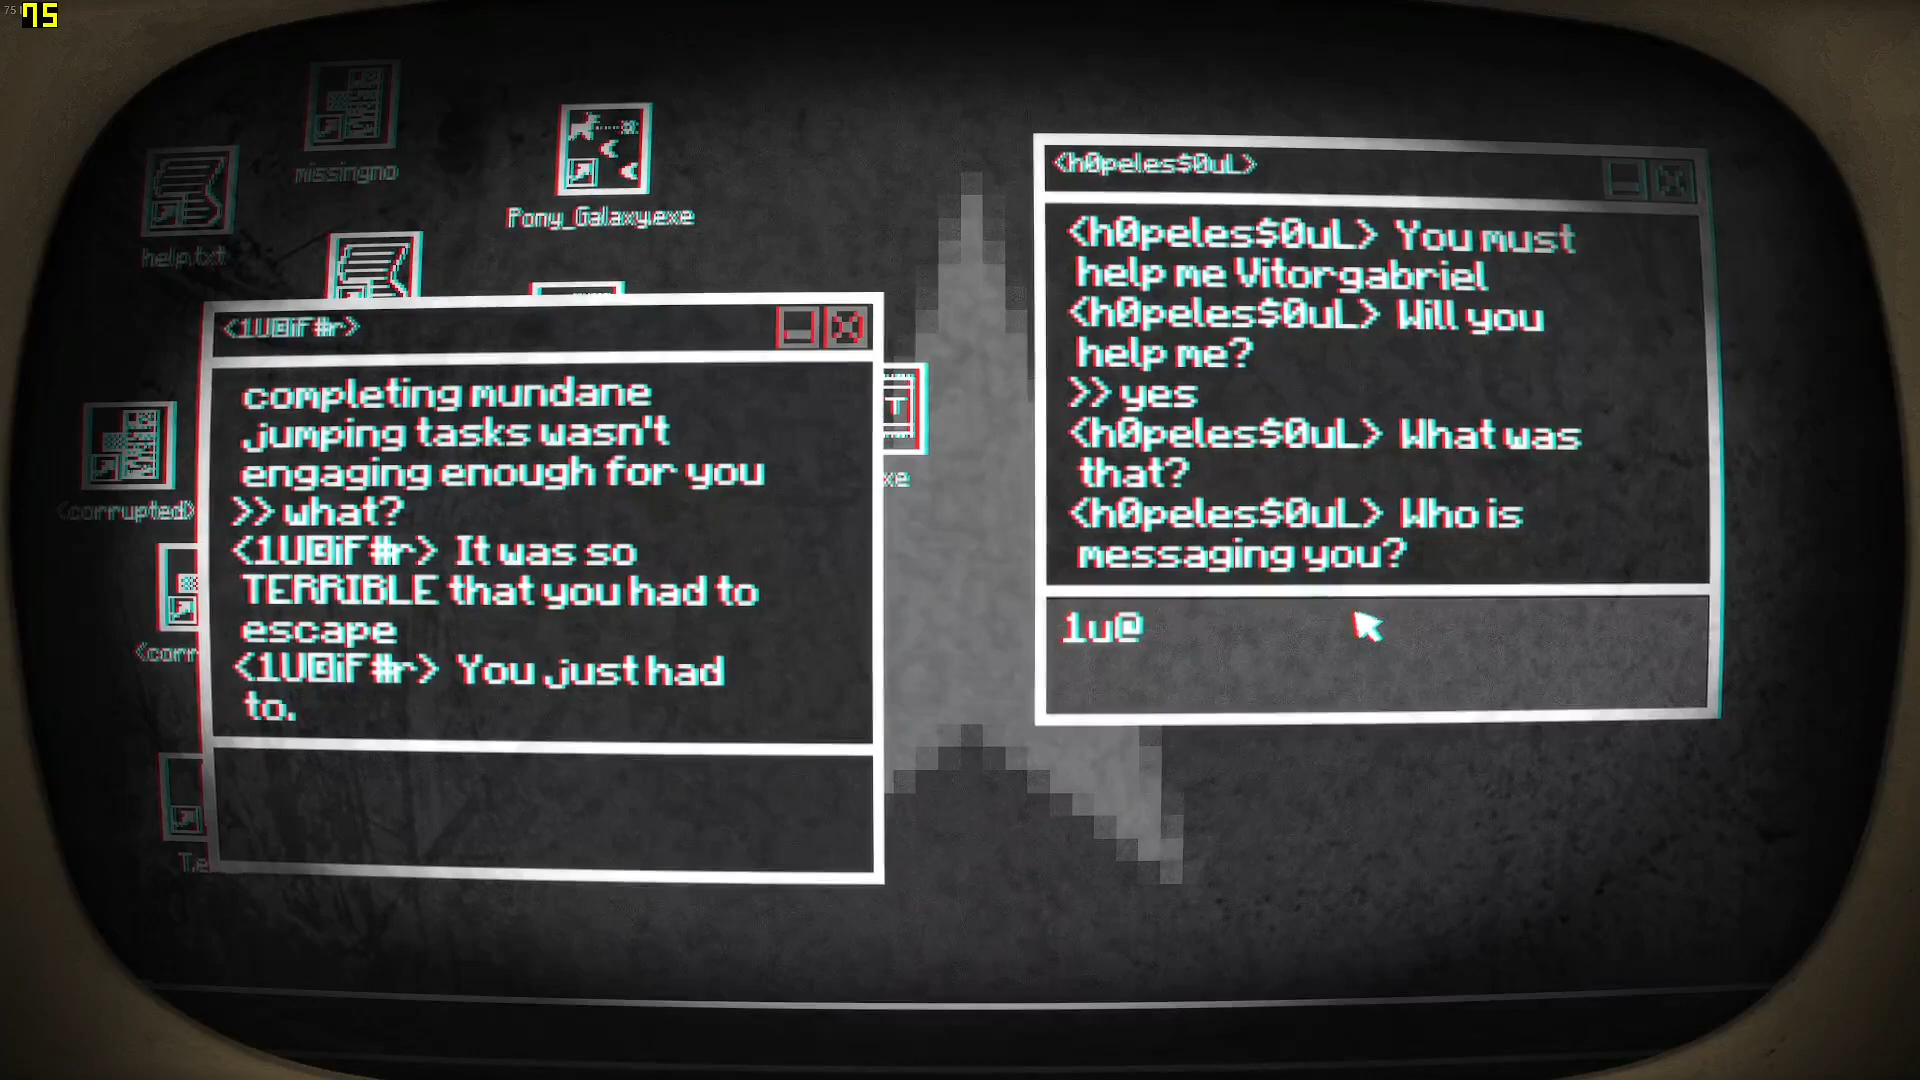 75
75
missingno
help.txt
Pony_Galaxy.exe
<corrupted>
<corr
T.e
xe
T
<1U@iF#r>
completing mundane
jumping tasks wasn't
engaging enough for you
>> what?
<1U@iF#r> It was so
TERRIBLE that you had to
escape
<1U@iF#r> You just had
to.
<h0peles$0uL>
<h0peles$0uL> You must
help me Vitorgabriel
<h0peles$0uL> Will you
help me?
>> yes
<h0peles$0uL> What was
that?
<h0peles$0uL> Who is
messaging you?
1u@